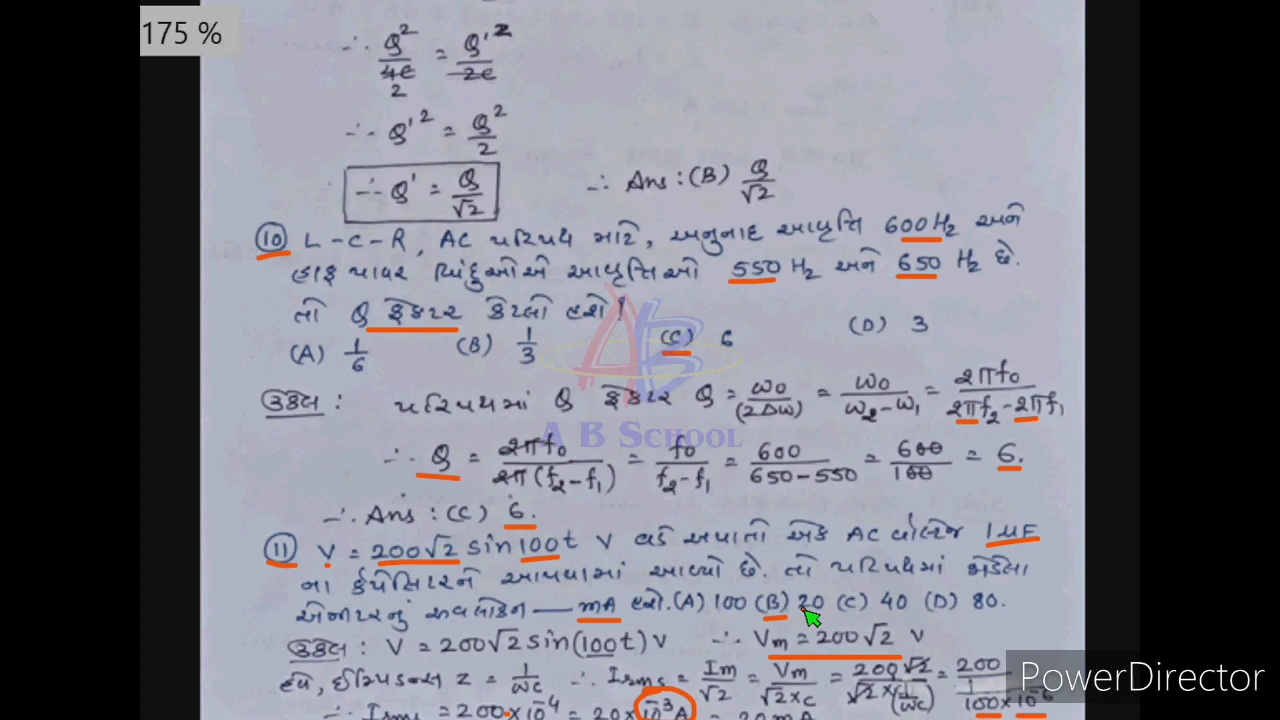 175 %
∴ Q²/4C = Q'²/2C
2
∴ Q'² = Q²/2
∴ Q' = Q/√2 ∴ Ans : (B) Q/√2
(10) L-C-R, AC પરિપથ માટે, અનુનાદ આવૃત્તિ 600 Hz અને
હાફ પાવર બિંદુઓએ આવૃત્તિઓ 550 Hz અને 650 Hz છે.
તો Q ફેક્ટર કેટલો હશે?
(A) 1/6 (B) 1/3 (C) 6 (D) 3
ઉકેલ : પરિપથમાં Q ફેક્ટર Q = ω0/(2Δω) = ω0/ω2-ω1 = 2πf0/2πf2-2πf1
A B SCHOOL
∴ Q = 2πf0/2π(f2-f1) = f0/f2-f1 = 600/650-550 = 600/100 = 6.
∴ Ans : (C) 6.
(11) V = 200√2 sin100t V વડે અપાતો એક AC વોલ્ટેજ 1μF
ના કેપેસિટરને આપવામાં આવ્યો છે. તો પરિપથમાં જોડેલા
એમીટરનું અવલોકન — mA હશે. (A) 100 (B) 20 (C) 40 (D) 80.
ઉકેલ : V = 200√2 sin(100t) V ∴ Vm = 200√2 V
હવે, ઈમ્પિડન્સ Z = 1/ωC ∴ Irms = Im/√2 = Vm/√2×C = 200√2/√2×(1/ωC) = 200/1/100×10⁻⁶
∴ Irms = 200×10⁻⁴ = 20×10⁻³A = 20mA
PowerDirector